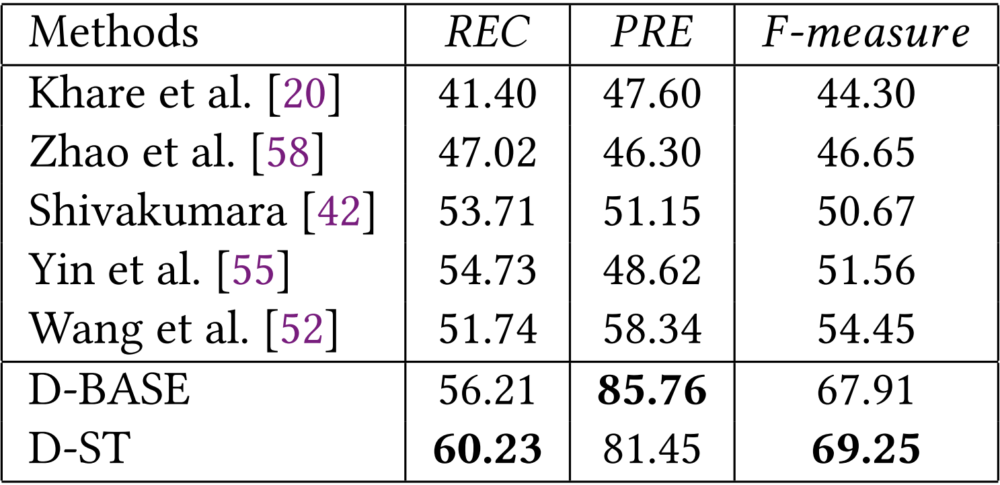 Methods REC PRE F-measure
Khare et al. [20] 41.40 47.60 44.30
Zhao et al. [58] 47.02 46.30 46.65
Shivakumara [42] 53.71 51.15 50.67
Yin et al. [55] 54.73 48.62 51.56
Wang et al. [52] 51.74 58.34 54.45
D-BASE 56.21 85.76 67.91
D-ST 60.23 81.45 69.25